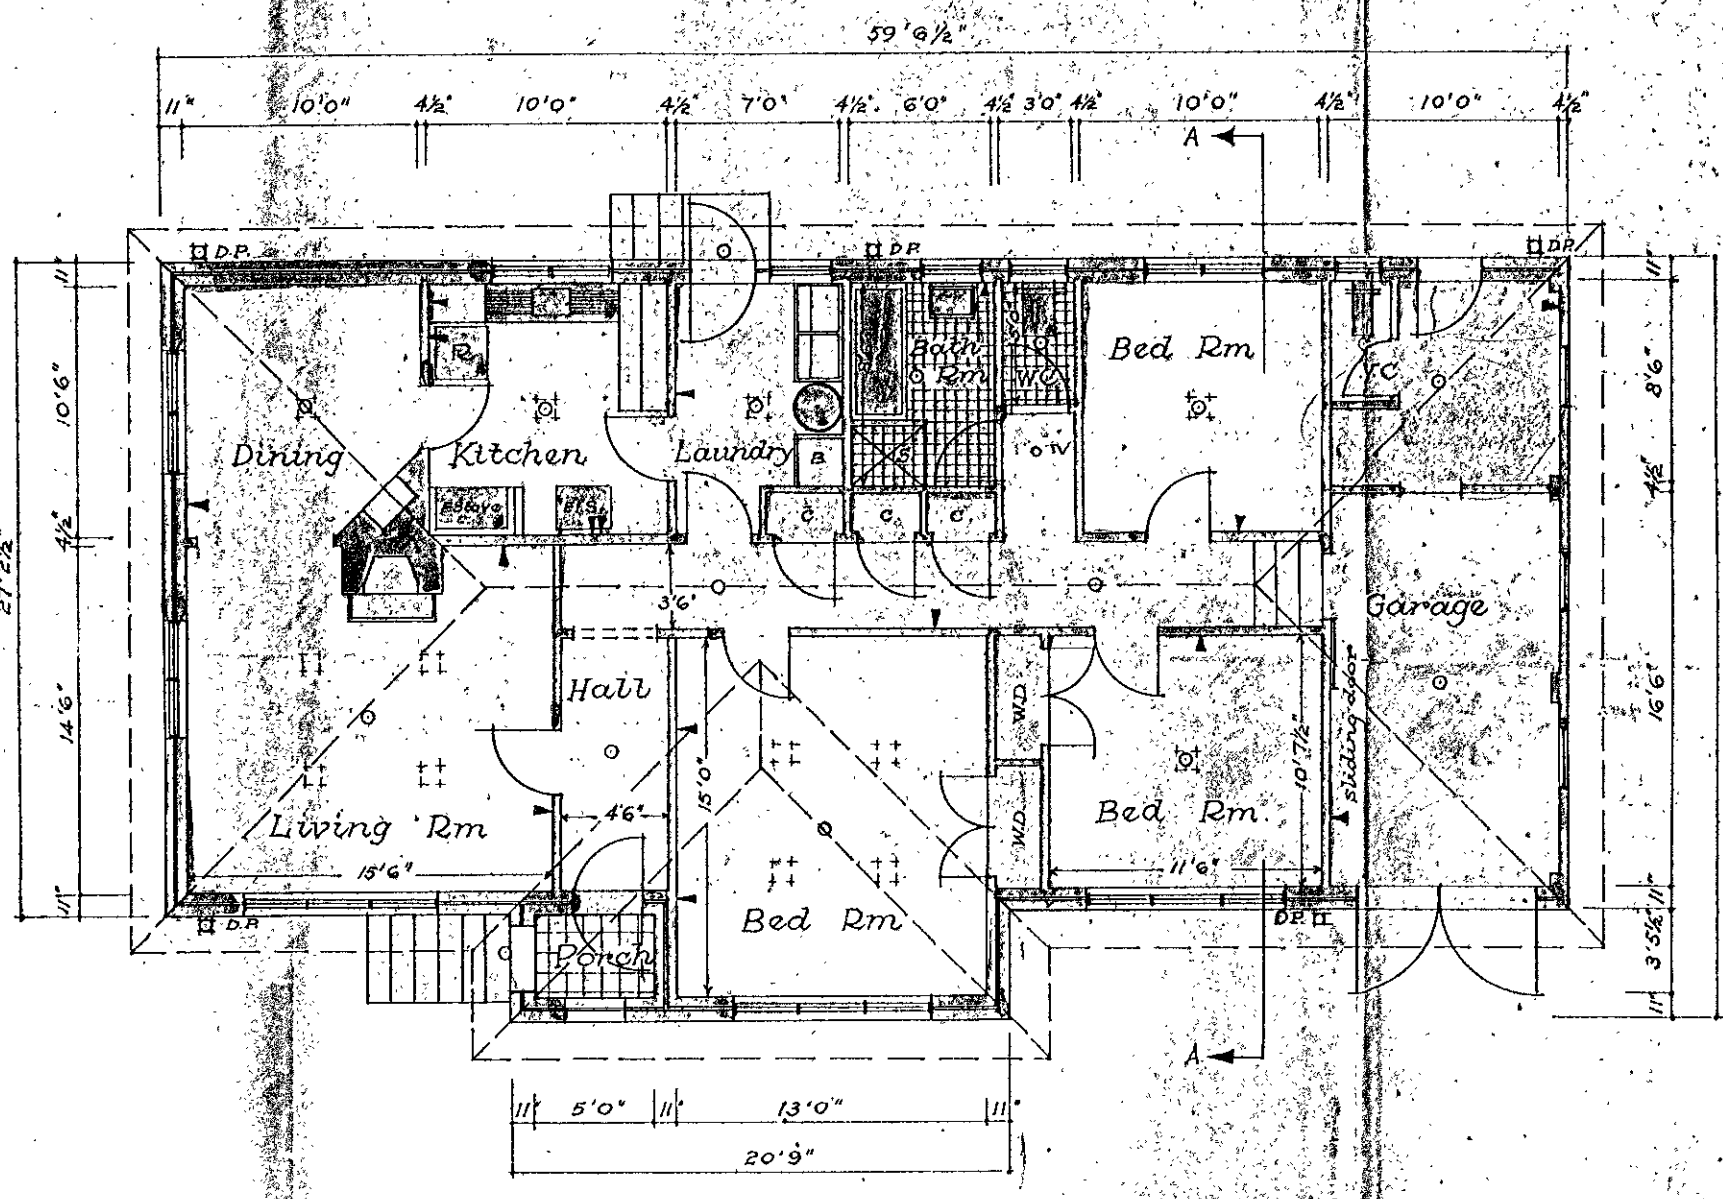 59'6½"
11" 10'0" 4½" 10'0" 4½" 7'0" 4½" 6'0" 4½" 3'0" 4½" 10'0" 4½" 10'0" 4½"
A
D.P. D.P. D.P.
11" 11"
R
Bath Rm
W.C.
Bed Rm
10'6" 8'6"
Dining Kitchen Laundry
B S
C C C
4½" 4½"
27'2½"
3'6"
Garage
Hall
W.D.
sliding door
14'6" 16'6"
15'0" 10'7½"
Living Rm
4'6"
W.D.
Bed Rm.
15'6" 11'6"
11" 11"
D.P. D.P.
Bed Rm
Porch
3'5½"
11"
A
11" 5'0" 11" 13'0" 11"
20'9"